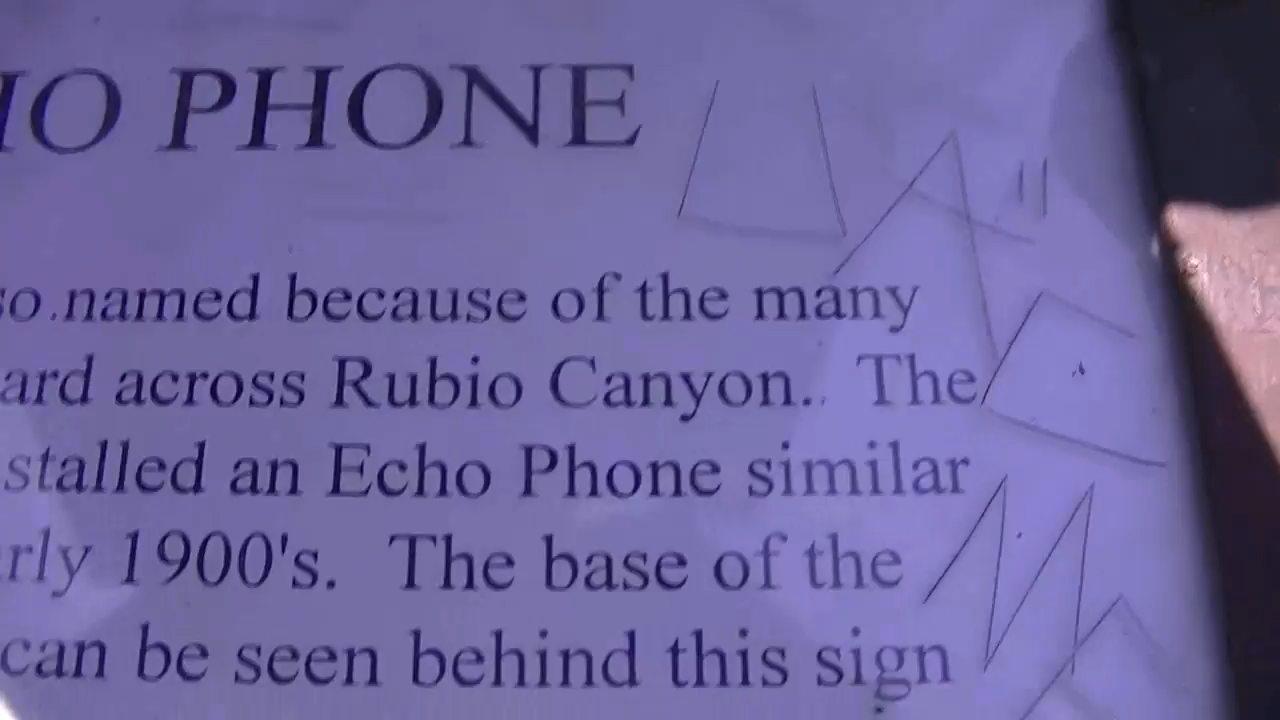 HO PHONE
so named because of the many
ard across Rubio Canyon. The
stalled an Echo Phone similar
rly 1900's. The base of the
can be seen behind this sign